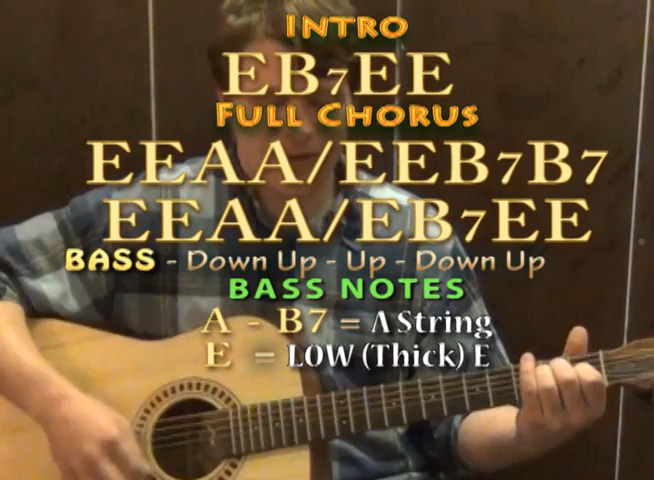 INTRO
EB7EE
FULL CHORUS
EEAA/EEB7B7
EEAA/EB7EE
BASS - Down Up - Up - Down Up
BASS NOTES
A - B7 = A String
E = LOW (Thick) E